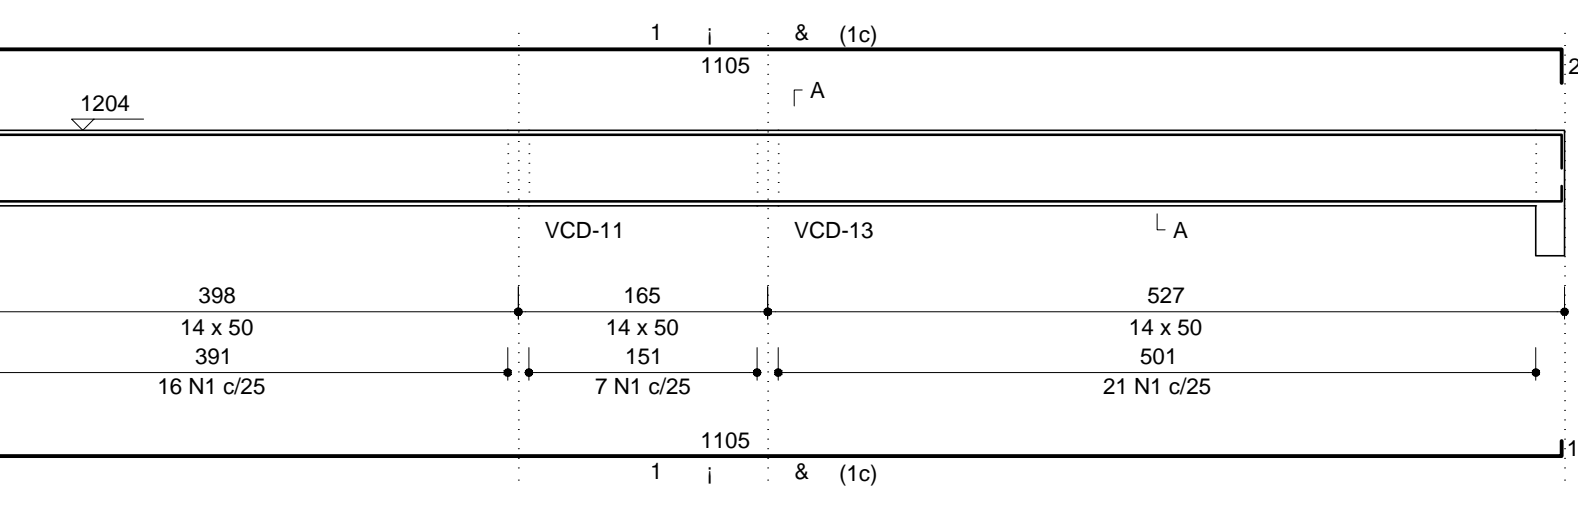 1 ¡ & (1c)
1105
2
A
1204
VCD-11 VCD-13 A
398 165 527
14 x 50 14 x 50 14 x 50
391 151 501
16 N1 c/25 7 N1 c/25 21 N1 c/25
1105
1
1 ¡ & (1c)